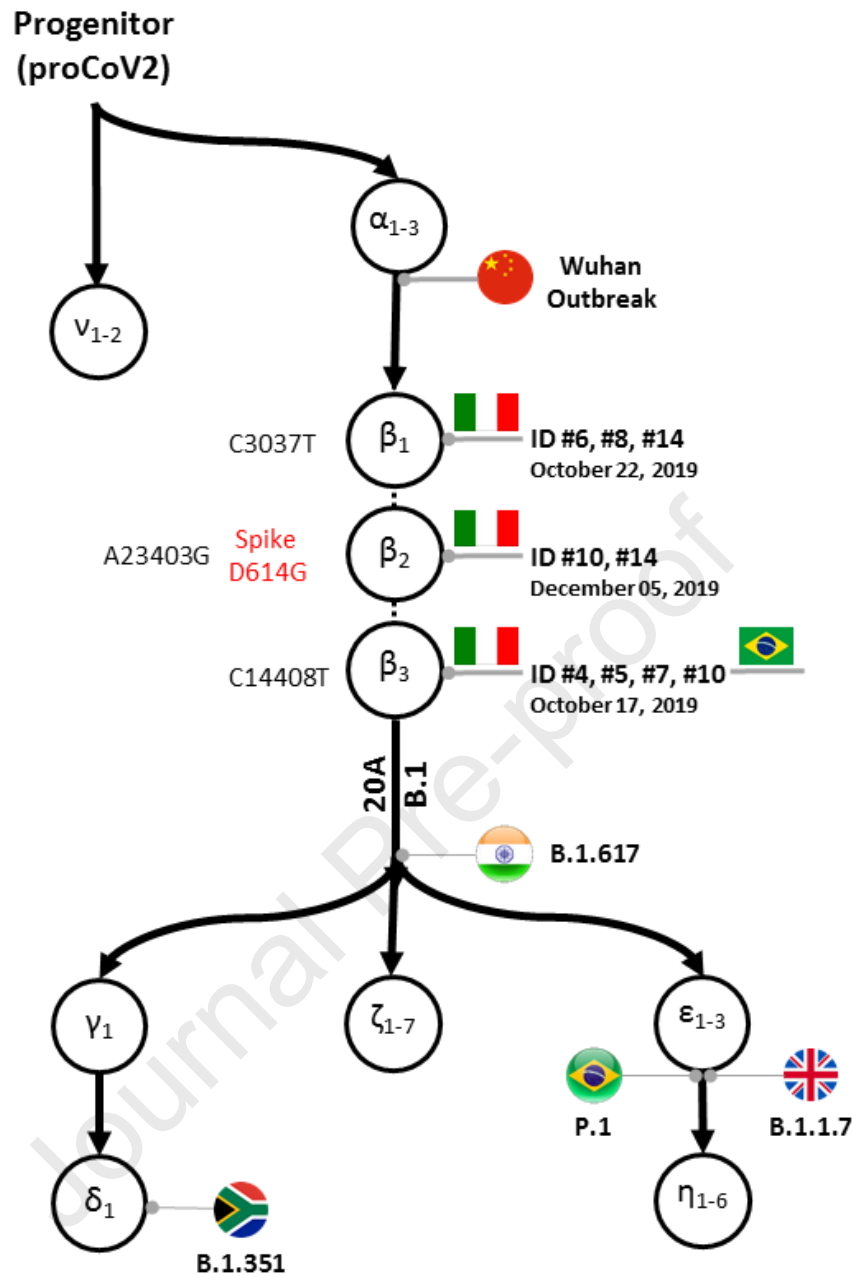 Progenitor
(proCoV2)
α1-3
Wuhan
Outbreak
ν1-2
C3037T
β1
ID #6, #8, #14
October 22, 2019
A23403G
Spike
D614G
β2
ID #10, #14
December 05, 2019
C14408T
β3
ID #4, #5, #7, #10
October 17, 2019
20A
B.1
B.1.617
γ1
ζ1-7
ε1-3
P.1
B.1.1.7
δ1
η1-6
B.1.351
Journal Pre-proof